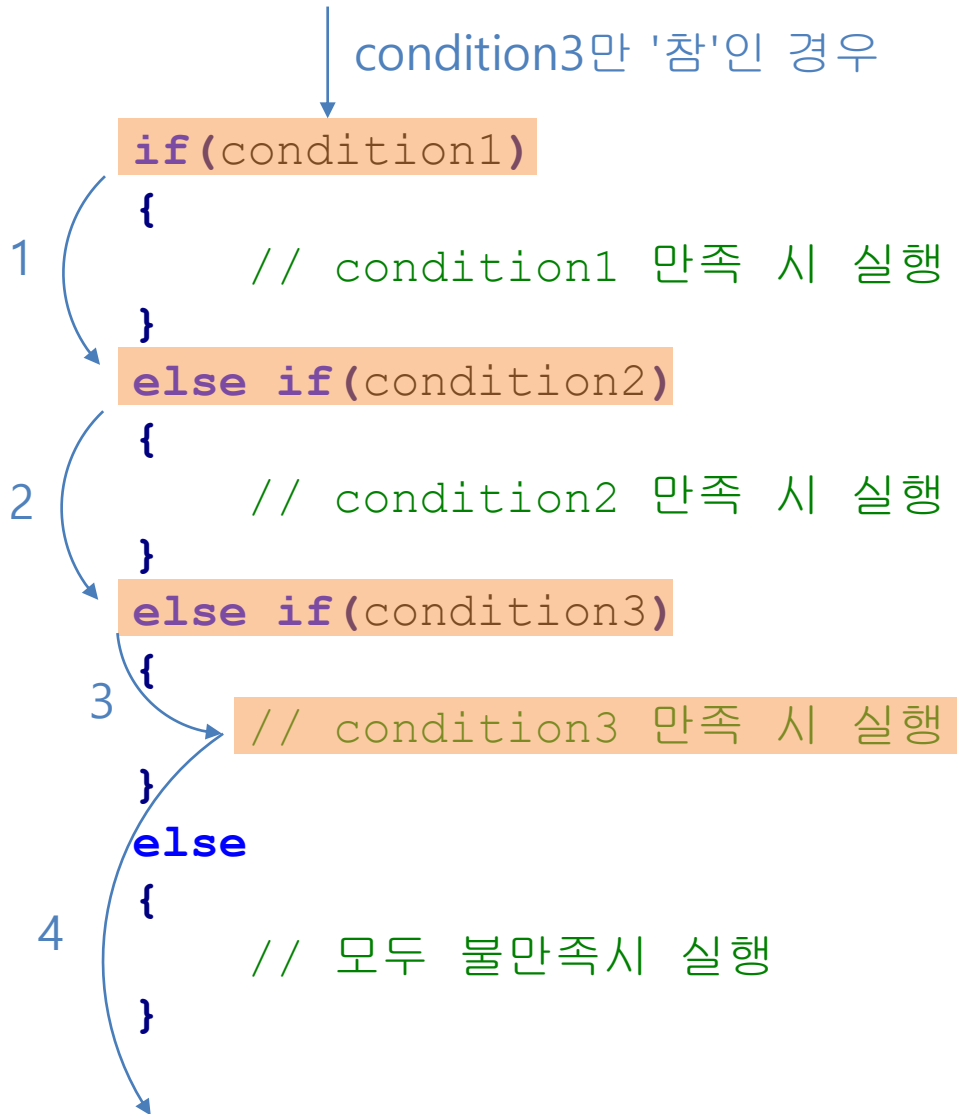 condition3만 '참'인 경우
if(condition1)
{
1
// condition1 만족 시 실행
}
else if(condition2)
{
2
// condition2 만족 시 실행
}
else if(condition3)
{
3
// condition3 만족 시 실행
}
else
{
4
// 모두 불만족시 실행
}